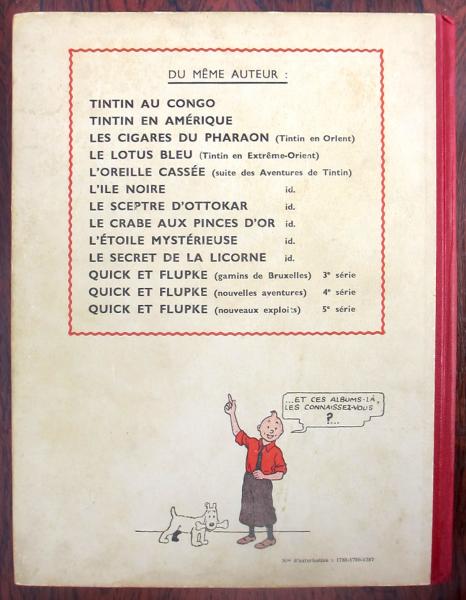 DU MÊME AUTEUR :
TINTIN AU CONGO
TINTIN EN AMÉRIQUE
LES CIGARES DU PHARAON (Tintin en Orient)
LE LOTUS BLEU (Tintin en Extrême-Orient)
L'OREILLE CASSÉE (suite des Aventures de Tintin)
L'ILE NOIRE id.
LE SCEPTRE D'OTTOKAR id.
LE CRABE AUX PINCES D'OR id.
L'ÉTOILE MYSTÉRIEUSE id.
LE SECRET DE LA LICORNE id.
QUICK ET FLUPKE (gamins de Bruxelles) 3e série
QUICK ET FLUPKE (nouvelles aventures) 4e série
QUICK ET FLUPKE (nouveaux exploits) 5e série
...ET CES ALBUMS-LÀ,
LES CONNAISSEZ-VOUS
?...
Nos d'autorisation :